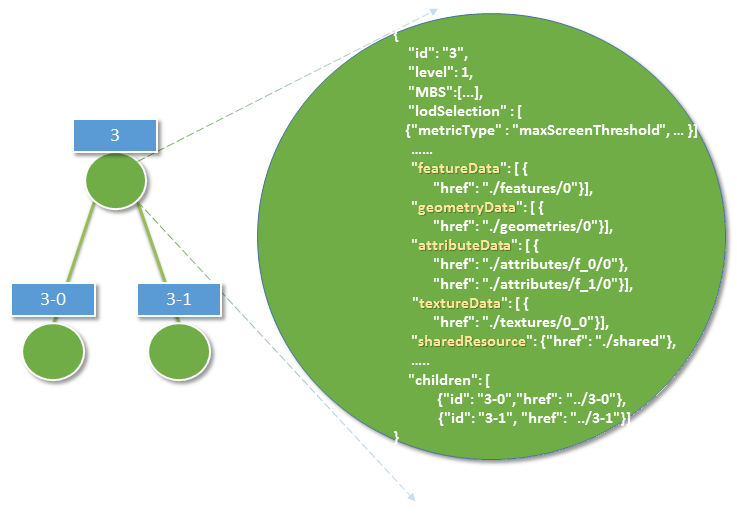 3
3-0
3-1
{
"id": "3",
"level": 1,
"MBS":[...],
"lodSelection" : [
{"metricType" : "maxScreenThreshold", ... }]
......
"featureData": [ {
"href": "./features/0"}],
"geometryData": [ {
"href": "./geometries/0"}],
"attributeData": [ {
"href": "./attributes/f_0/0"},
"href": "./attributes/f_1/0"}],
"textureData": [ {
"href": "./textures/0_0"}],
"sharedResource": {"href": "./shared"},
.....
"children": [
{"id": "3-0","href": "../3-0"},
{"id": "3-1", "href": "../3-1"}]
}